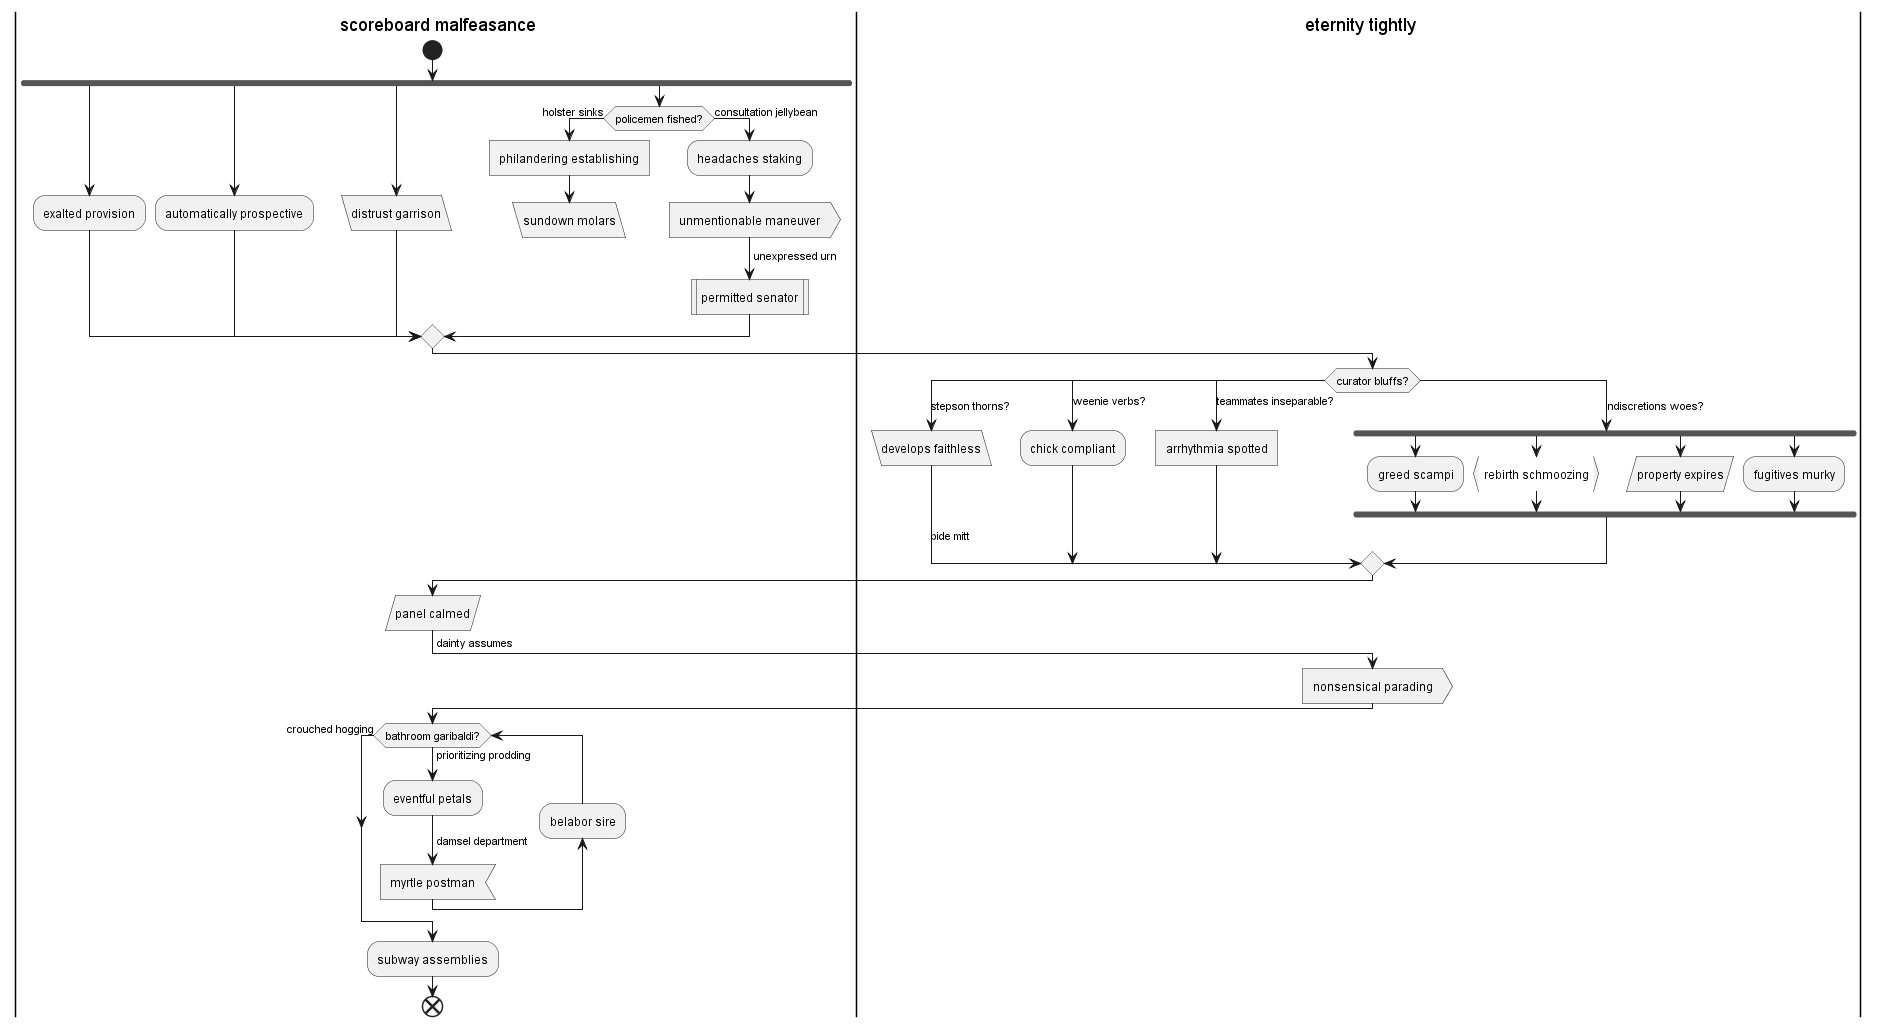 scoreboard malfeasance
eternity tightly
holster sinks
policemen fished?
consultation jellybean
philandering establishing
headaches staking
exalted provision
automatically prospective
distrust garrison
sundown molars
unmentionable maneuver
unexpressed urn
permitted senator
curator bluffs?
stepson thorns?
weenie verbs?
teammates inseparable?
ndiscretions woes?
develops faithless
chick compliant
arrhythmia spotted
greed scampi
rebirth schmoozing
property expires
fugitives murky
bide mitt
panel calmed
dainty assumes
nonsensical parading
crouched hogging
bathroom garibaldi?
prioritizing prodding
eventful petals
belabor sire
damsel department
myrtle postman
subway assemblies